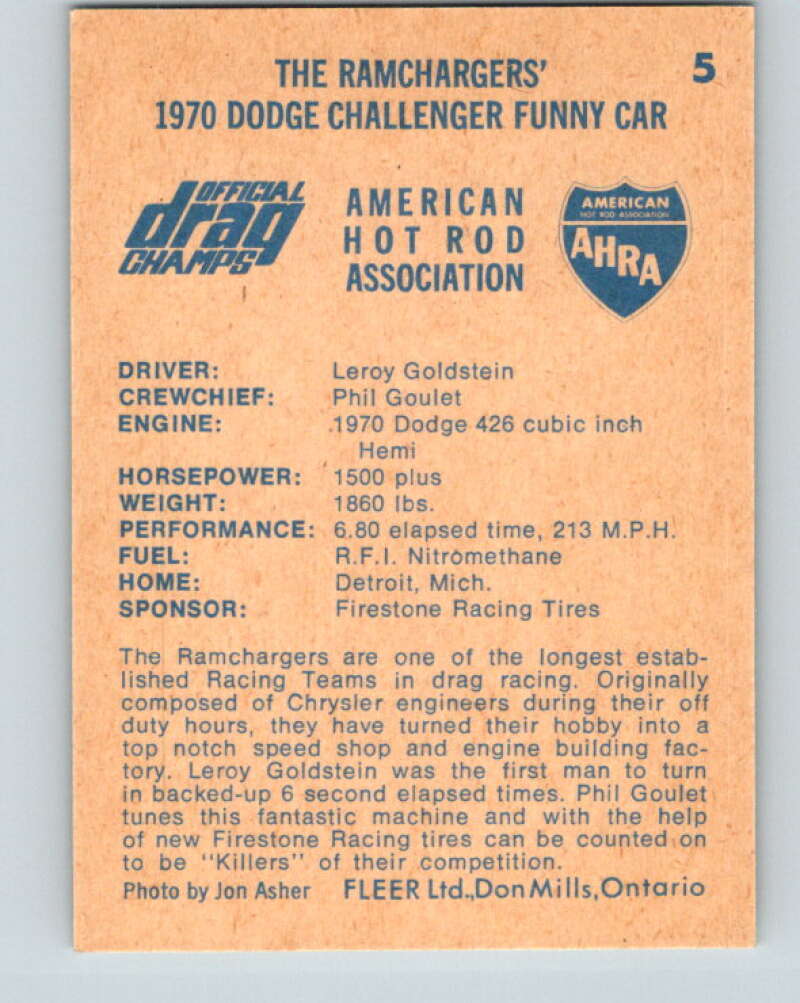 THE RAMCHARGERS' 5
1970 DODGE CHALLENGER FUNNY CAR
OFFICIAL
drag
CHAMPS
AMERICAN
HOT ROD
ASSOCIATION
AMERICAN
HOT ROD ASSOCIATION
AHRA
DRIVER: Leroy Goldstein
CREWCHIEF: Phil Goulet
ENGINE: 1970 Dodge 426 cubic inch
Hemi
HORSEPOWER: 1500 plus
WEIGHT: 1860 lbs.
PERFORMANCE: 6.80 elapsed time, 213 M.P.H.
FUEL: R.F.I. Nitromethane
HOME: Detroit, Mich.
SPONSOR: Firestone Racing Tires
The Ramchargers are one of the longest estab-
lished Racing Teams in drag racing. Originally
composed of Chrysler engineers during their off
duty hours, they have turned their hobby into a
top notch speed shop and engine building fac-
tory. Leroy Goldstein was the first man to turn
in backed-up 6 second elapsed times. Phil Goulet
tunes this fantastic machine and with the help
of new Firestone Racing tires can be counted on
to be "Killers" of their competition.
Photo by Jon Asher FLEER Ltd., Don Mills, Ontario